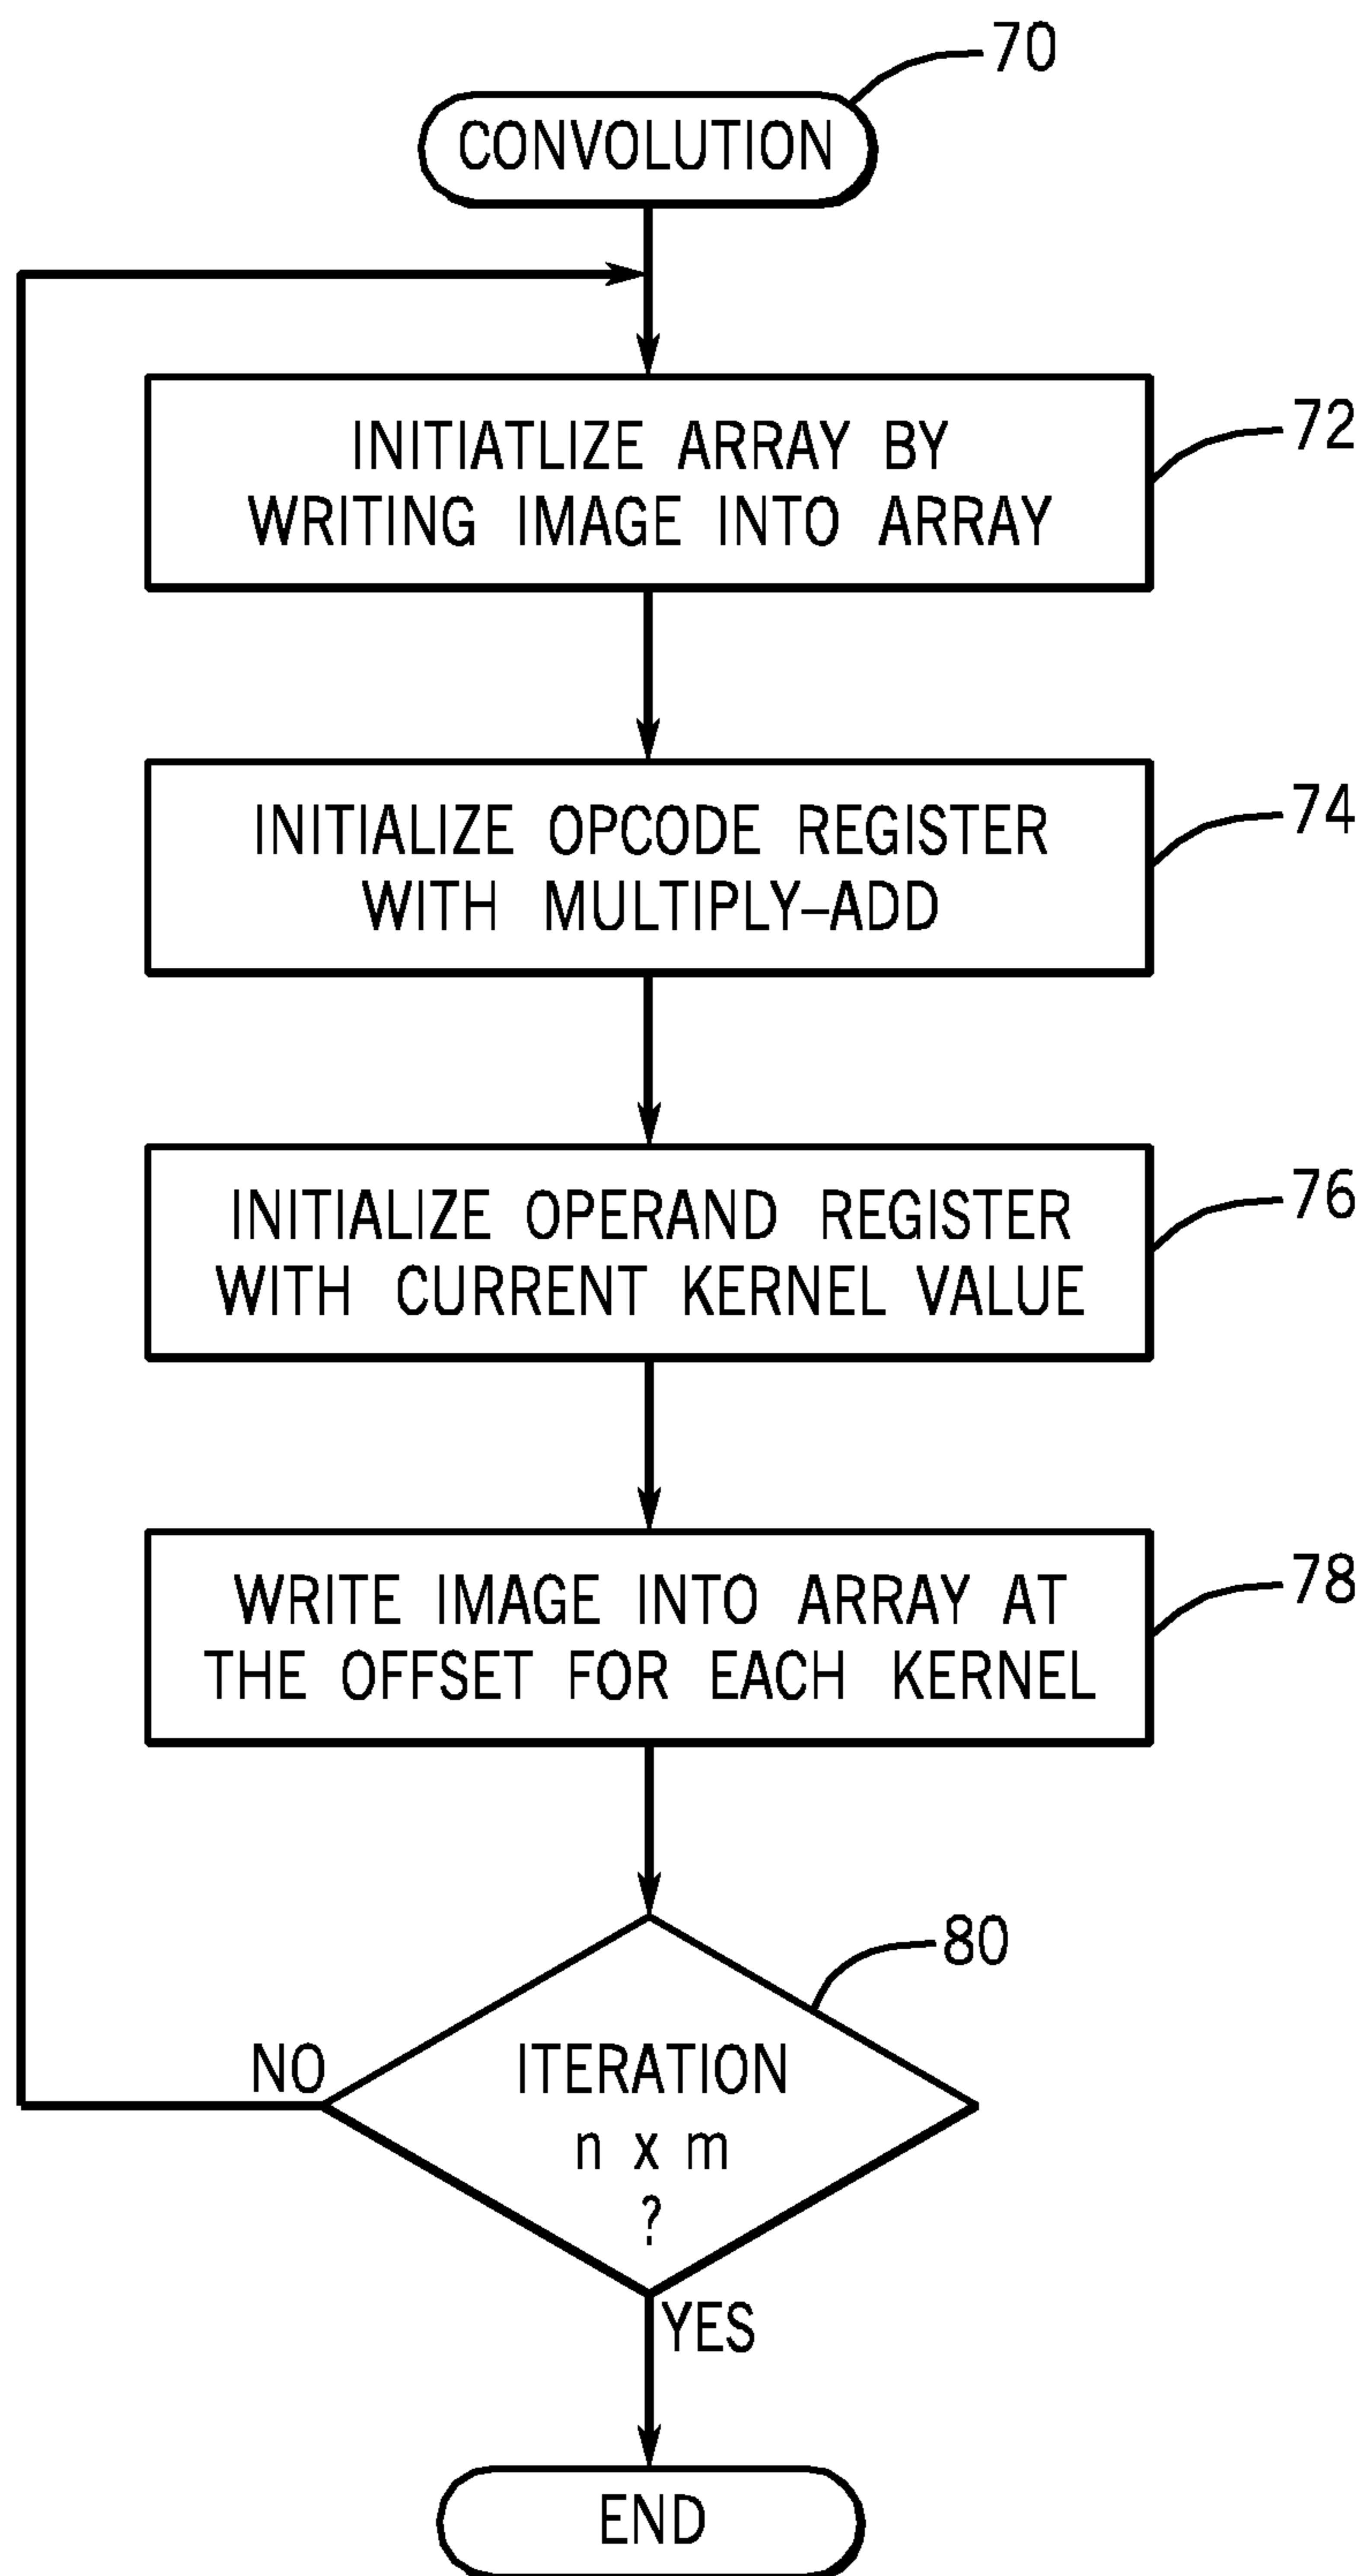 70
CONVOLUTION
INITIATLIZE ARRAY BY
WRITING IMAGE INTO ARRAY
72
INITIALIZE OPCODE REGISTER
WITH MULTIPLY–ADD
74
INITIALIZE OPERAND REGISTER
WITH CURRENT KERNEL VALUE
76
WRITE IMAGE INTO ARRAY AT
THE OFFSET FOR EACH KERNEL
78
80
NO
ITERATION
n x m
?
YES
END